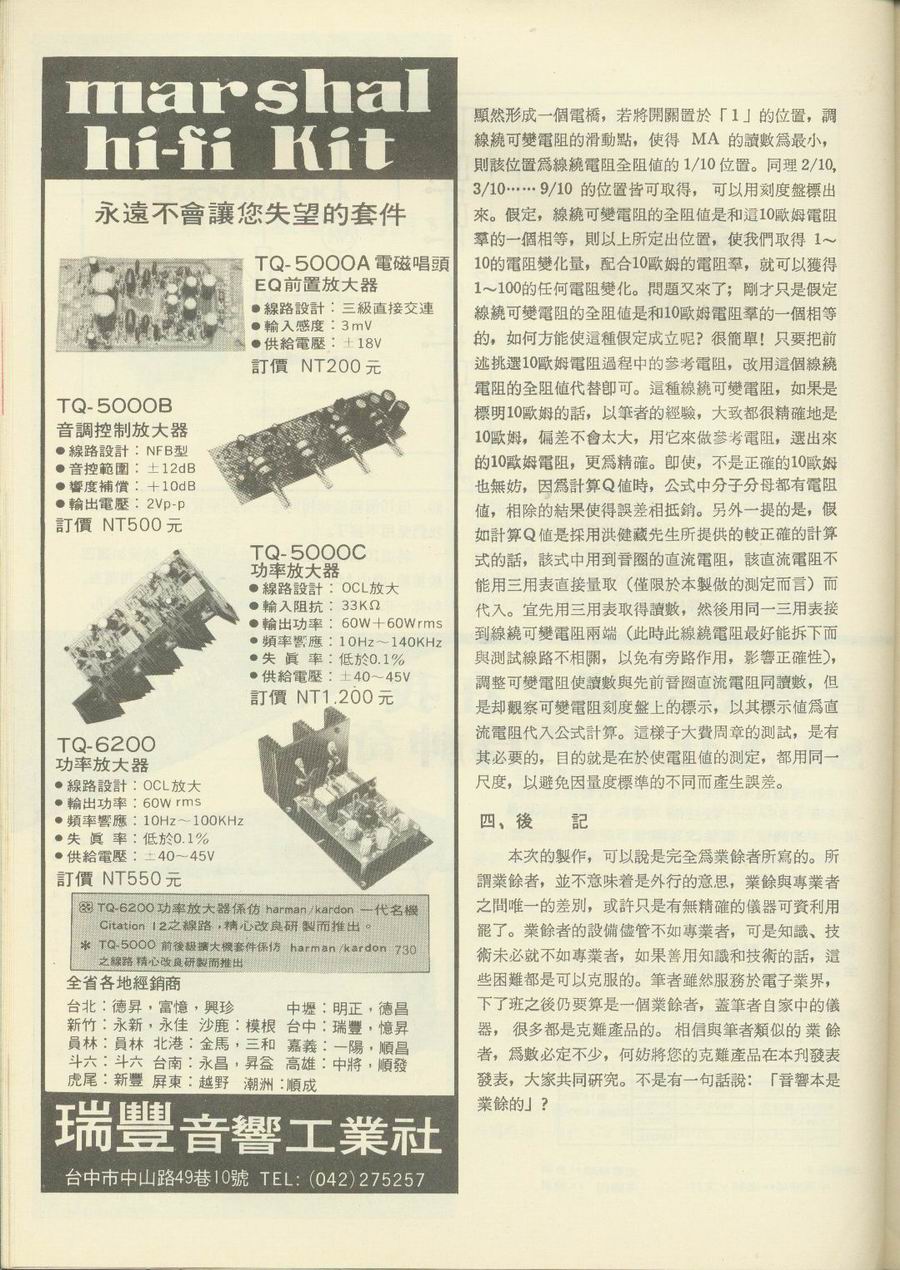 marshal
hi-fi Kit
永遠不會讓您失望的套件
TQ-5000A 電磁唱頭
EQ前置放大器
●線路設計：三級直接交連
●輸入感度：3mV
●供給電壓：±18V
訂價 NT200元
TQ-5000B
音調控制放大器
●線路設計：NFB型
●音控範圍：±12dB
●響度補償：+10dB
●輸出電壓：2Vp-p
訂價 NT500元
TQ-5000C
功率放大器
●線路設計：OCL放大
●輸入阻抗：33KΩ
●輸出功率：60W+60Wrms
●頻率響應：10Hz～140KHz
●失眞率：低於0.1%
●供給電壓：±40～45V
訂價 NT1,200元
TQ-6200
功率放大器
●線路設計：OCL放大
●輸出功率：60W rms
●頻率響應：10Hz～100KHz
●失眞率：低於0.1%
●供給電壓：±40～45V
訂價 NT550元
※ TQ-6200功率放大器係仿 harman/kardon 一代名機
Citation 12之線路，精心改良研製而推出。
* TQ-5000 前後級擴大機套件係仿 harman/kardon 730
之線路精心改良研製而推出
全省各地經銷商
台北：德昇，富憶，興珍 中壢：明正，德昌
新竹：永新，永佳 沙鹿：模根 台中：瑞豐，憶昇
員林：員林 北港：金馬，三和 嘉義：一陽，順昌
斗六：斗六 台南：永昌，昇益 高雄：中將，順發
虎尾：新豐 屏東：越野 潮洲：順成
瑞豐音響工業社
台中市中山路49巷10號 TEL: (042)275257
顯然形成一個電橋，若將開關置於「1」的位置，調
線繞可變電阻的滑動點，使得 MA 的讀數爲最小，
則該位置爲線繞電阻全阻值的 1/10 位置。同理 2/10,
3/10…… 9/10 的位置皆可取得，可以用刻度盤標出
來。假定，線繞可變電阻的全阻值是和這10歐姆電阻
羣的一個相等，則以上所定出位置，使我們取得 1～
10的電阻變化量，配合10歐姆的電阻羣，就可以獲得
1～100的任何電阻變化。問題又來了；剛才只是假定
線繞可變電阻的全阻值是和10歐姆電阻羣的一個相等
的，如何方能使這種假定成立呢？很簡單！只要把前
述挑選10歐姆電阻過程中的參考電阻，改用這個線繞
電阻的全阻值代替卽可。這種線繞可變電阻，如果是
標明10歐姆的話，以筆者的經驗，大致都很精確地是
10歐姆，偏差不會太大，用它來做參考電阻，選出來
的10歐姆電阻，更爲精確。卽使，不是正確的10歐姆
也無妨，因爲計算Q值時，公式中分子分母都有電阻
值，相除的結果使得誤差相抵銷。另外一提的是，假
如計算Q值是採用洪健藏先生所提供的較正確的計算
式的話，該式中用到音圈的直流電阻，該直流電阻不
能用三用表直接量取（僅限於本製做的測定而言）而
代入。宜先用三用表取得讀數，然後用同一三用表接
到線繞可變電阻兩端（此時此線繞電阻最好能拆下而
與測試線路不相關，以免有旁路作用，影響正確性），
調整可變電阻使讀數與先前音圈直流電阻同讀數，但
是却觀察可變電阻刻度盤上的標示，以其標示值爲直
流電阻代入公式計算。這樣子大費周章的測試，是有
其必要的，目的就是在於使電阻值的測定，都用同一
尺度，以避免因量度標準的不同而產生誤差。
四、後　記
本次的製作，可以說是完全爲業餘者所寫的。所
謂業餘者，並不意味着是外行的意思，業餘與專業者
之間唯一的差別，或許只是有無精確的儀器可資利用
罷了。業餘者的設備儘管不如專業者，可是知識、技
術未必就不如專業者，如果善用知識和技術的話，這
些困難都是可以克服的。筆者雖然服務於電子業界，
下了班之後仍要算是一個業餘者，蓋筆者自家中的儀
器，很多都是克難產品的。相信與筆者類似的業餘
者，爲數必定不少，何妨將您的克難產品在本刊發表
發表，大家共同硏究。不是有一句話說：「音響本是
業餘的」？